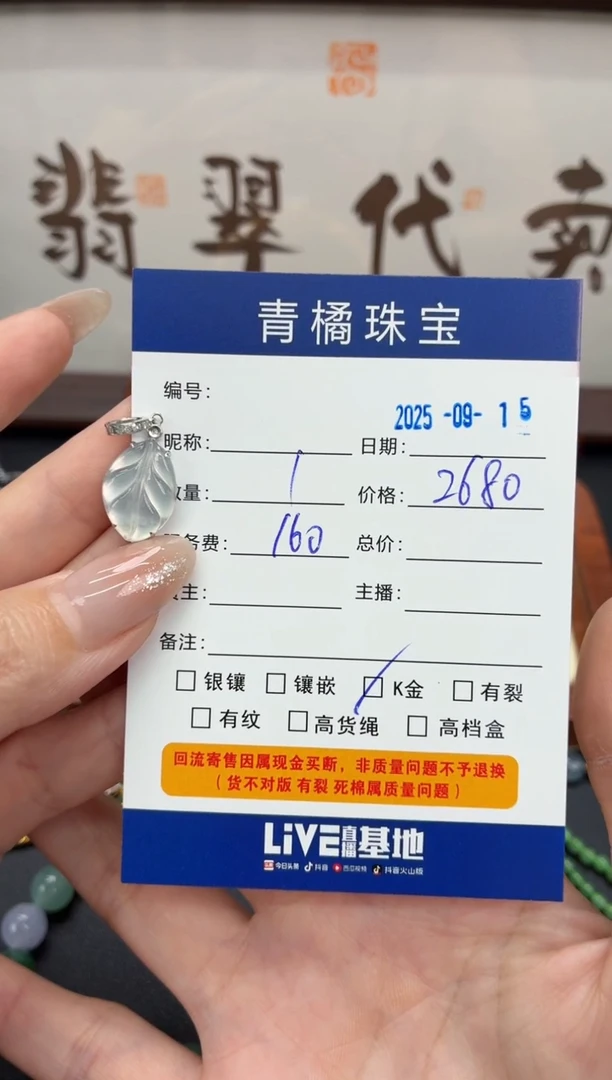 翡翠代卖
青橘珠宝
编号：
2025 -09- 15
昵称： 日期：
数量： 1 价格： 2680
服务费： 160 总价：
主： 主播：
备注：
银镶 镶嵌 K金 有裂
有纹 高货绳 高档盒
回流寄售因属现金买断，非质量问题不予退换
（货不对版 有裂 死棉属质量问题）
LIVE直播基地
今日头条 抖音 西瓜视频 抖音火山版